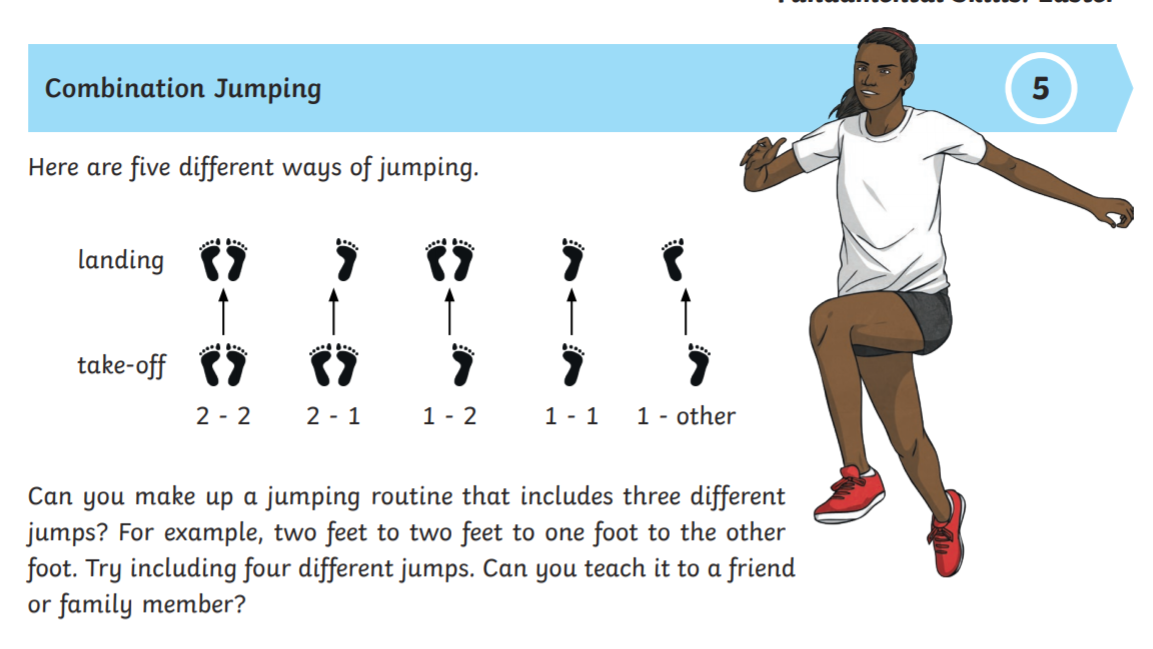 Fundamental Skills: Easter
Combination Jumping
5
Here are five different ways of jumping.
landing
take-off
2 - 2 2 - 1 1 - 2 1 - 1 1 - other
Can you make up a jumping routine that includes three different
jumps? For example, two feet to two feet to one foot to the other
foot. Try including four different jumps. Can you teach it to a friend
or family member?